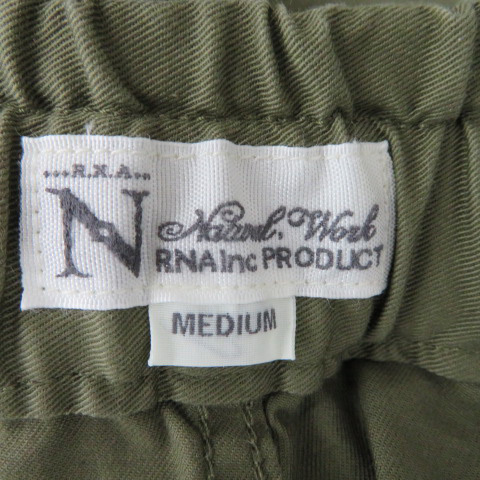 ...R.X.A...
N
Natural. Work
RNA Inc PRODUCT
MEDIUM